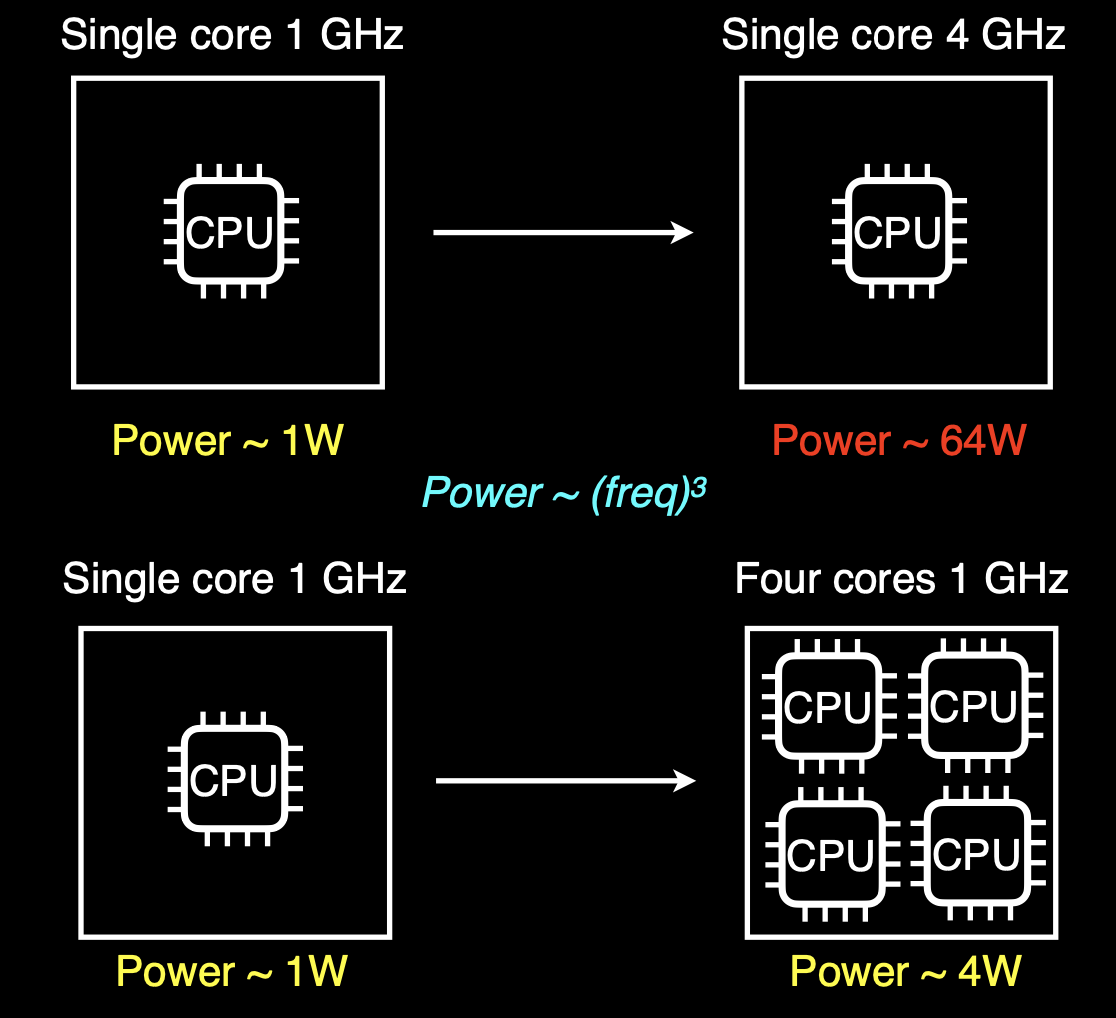 Single core 1 GHz
Single core 4 GHz
CPU
CPU
Power ~ 1W
Power ~ 64W
Power ~ (freq)³
Single core 1 GHz
Four cores 1 GHz
CPU
CPU
CPU
CPU
CPU
Power ~ 1W
Power ~ 4W